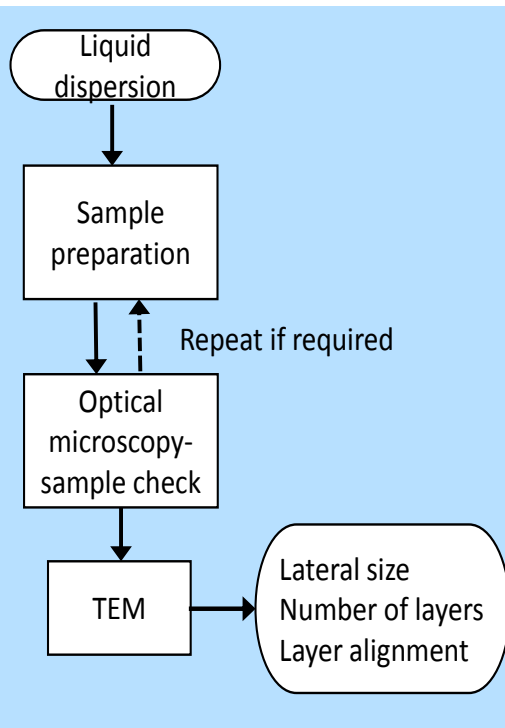 Liquid
dispersion
Sample
preparation
Repeat if required
Optical
microscopy-
sample check
TEM
Lateral size
Number of layers
Layer alignment